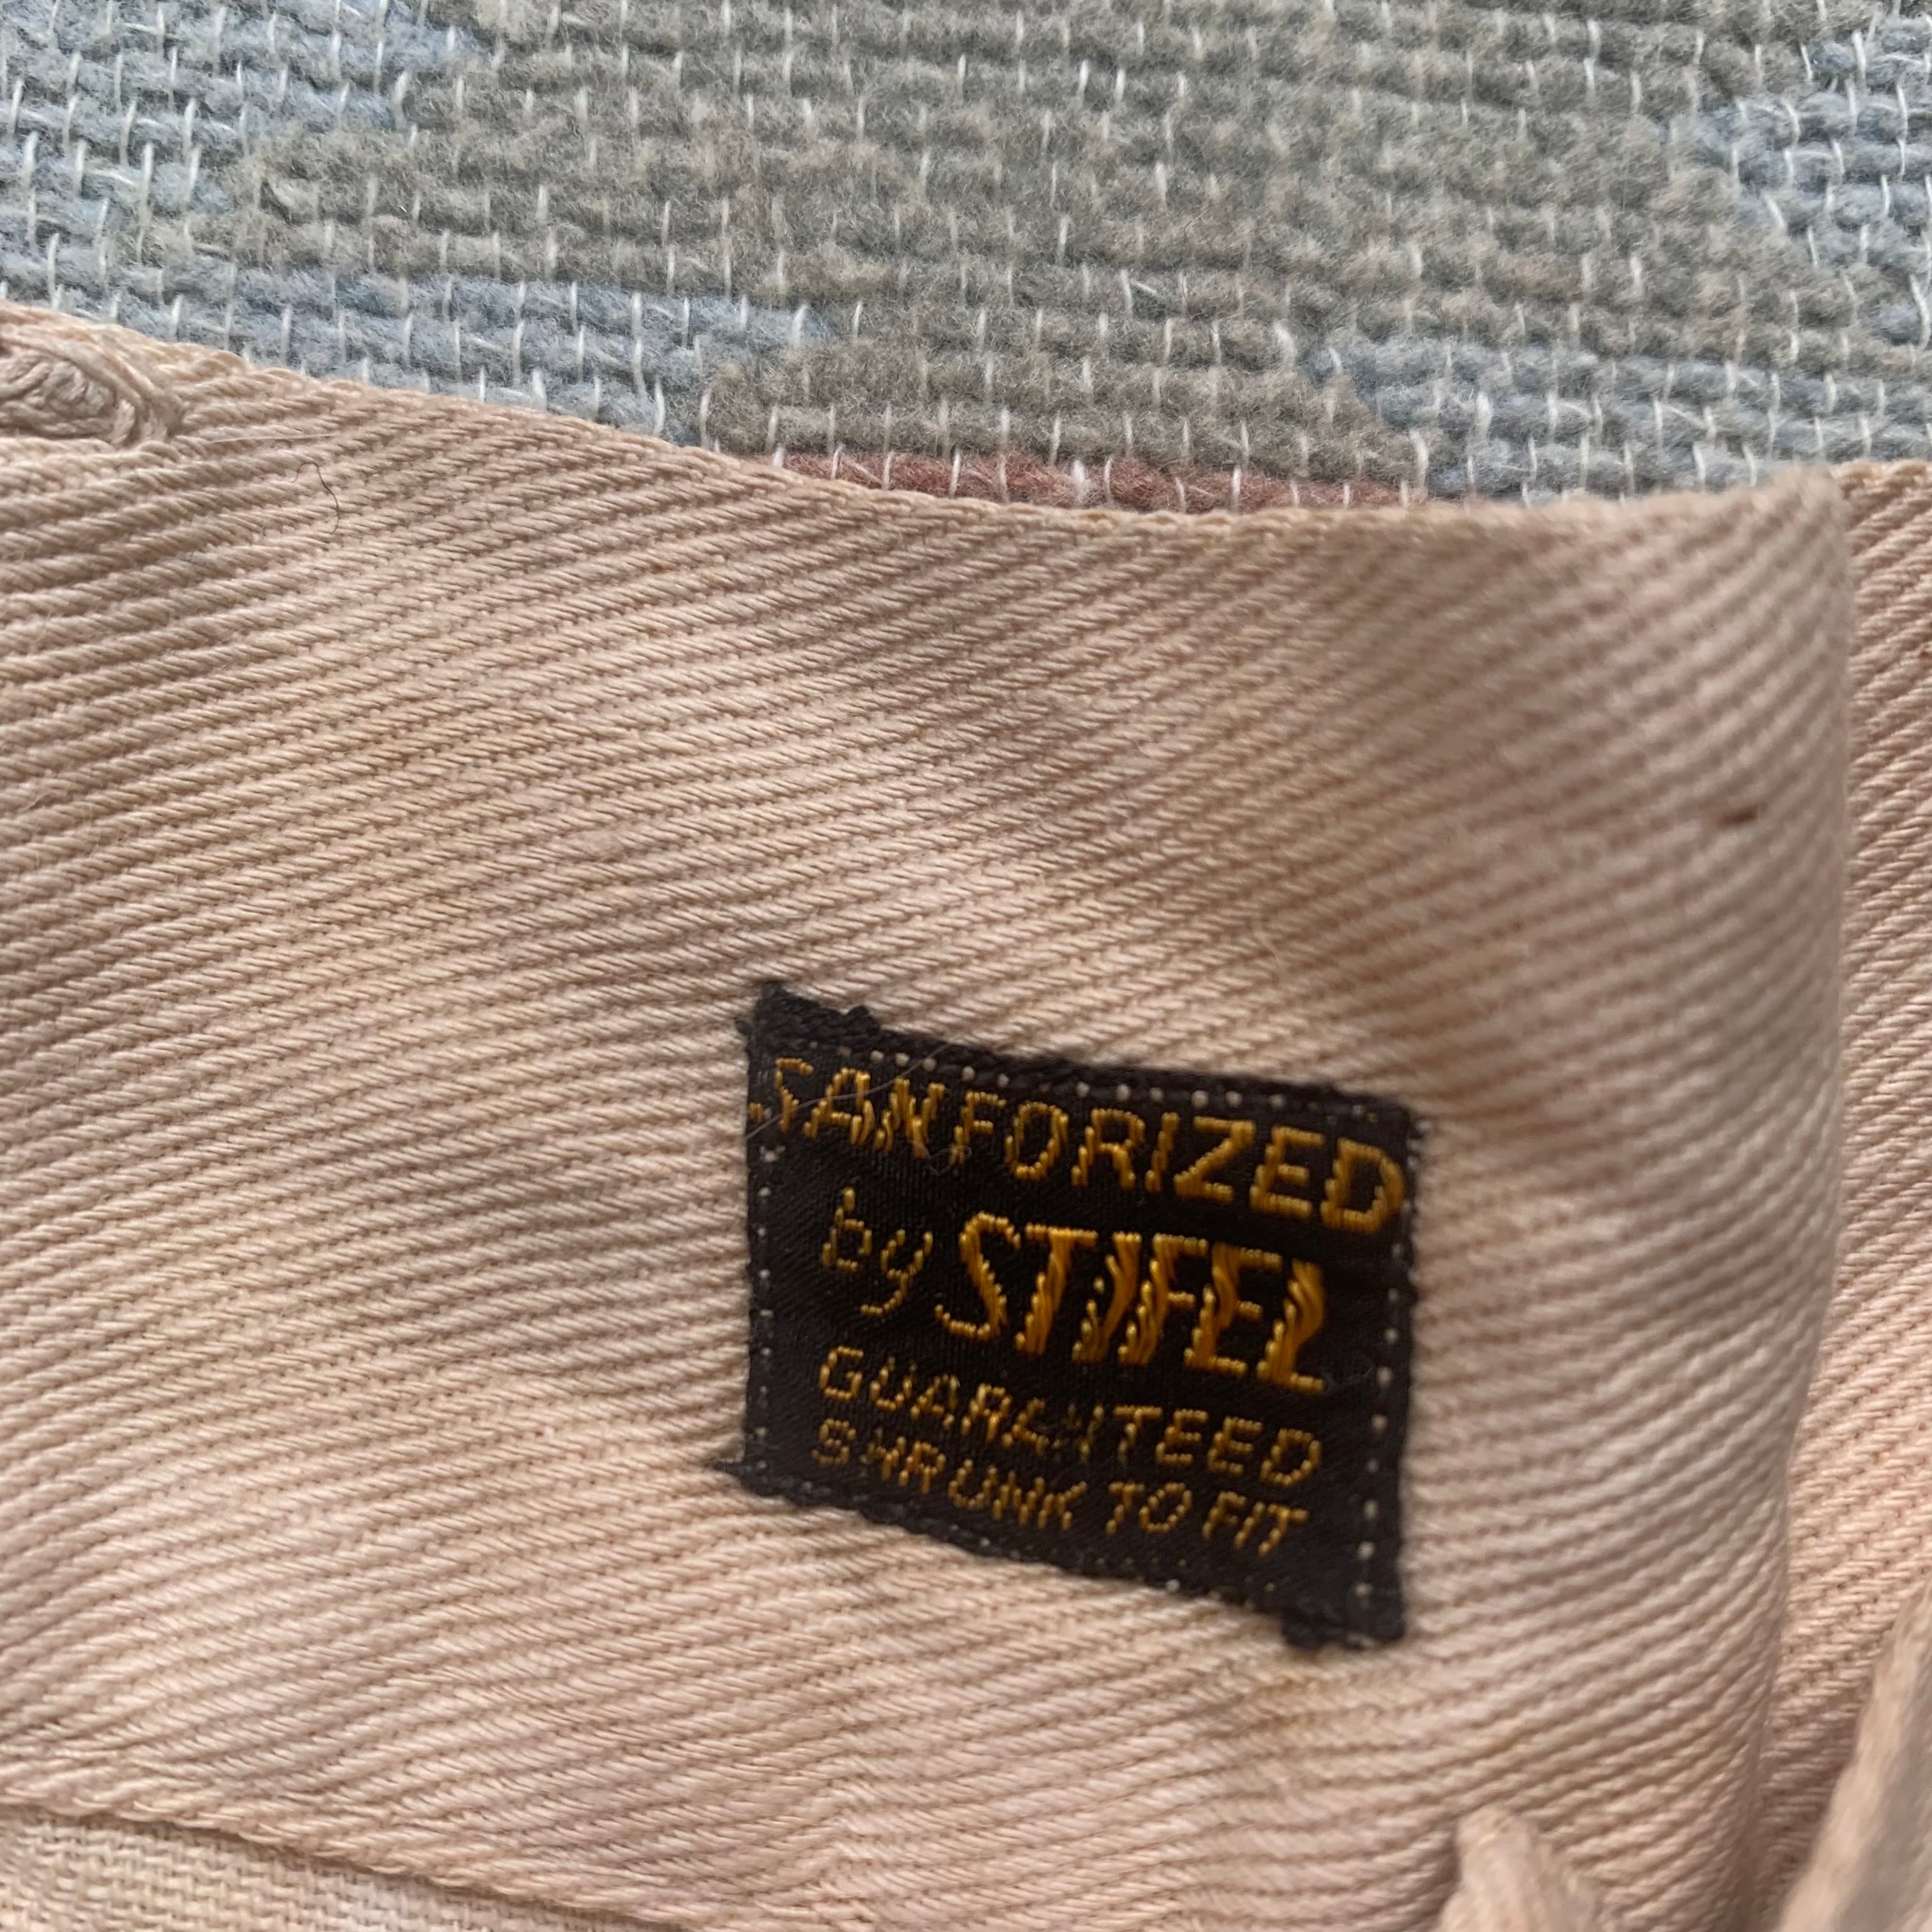 SANFORIZED
by STIFEL
GUARANTEED
SHRUNK TO FIT